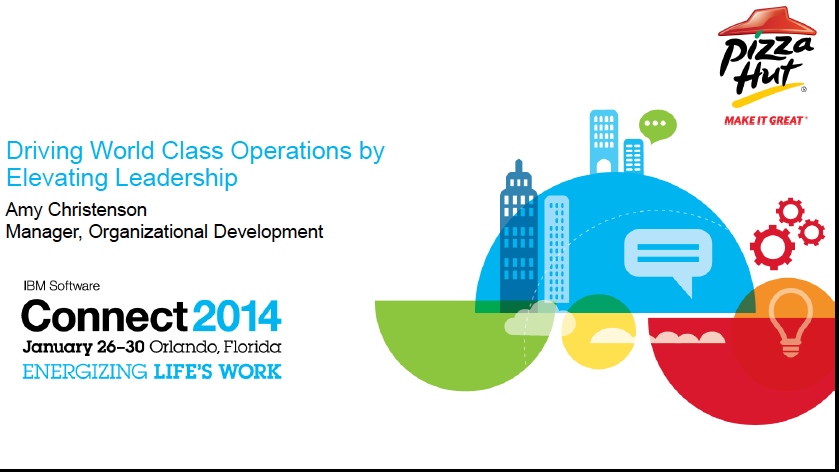 Pizza
Hut
®
MAKE IT GREAT®
Driving World Class Operations by
Elevating Leadership
Amy Christenson
Manager, Organizational Development
IBM Software
Connect 2014
January 26–30 Orlando, Florida
ENERGIZING LIFE'S WORK